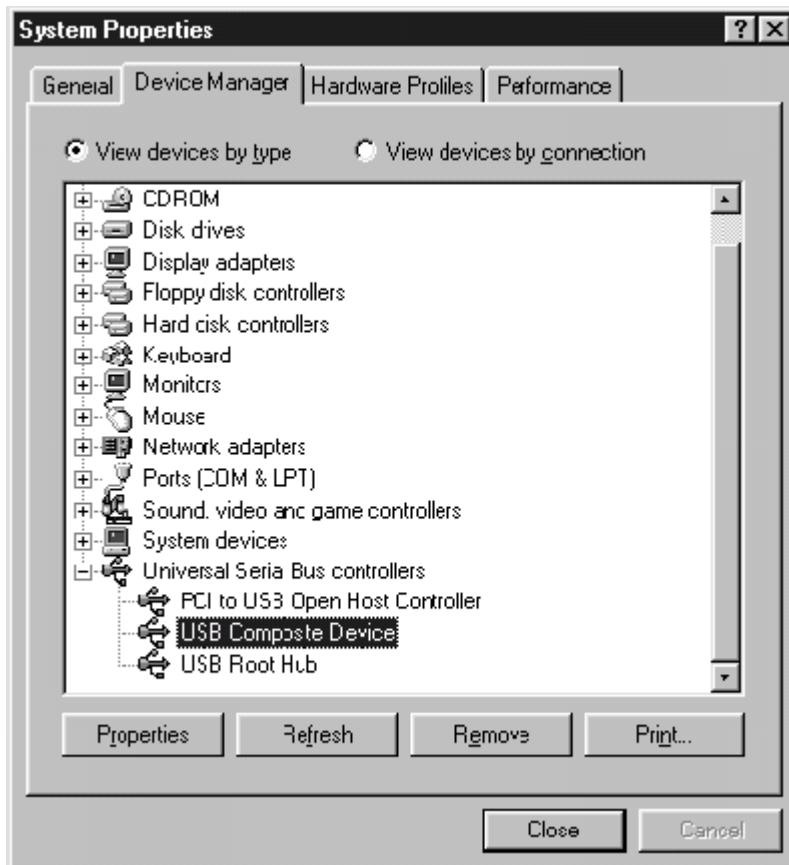 System Properties
General Device Manager Hardware Profiles Performance
View devices by type View devices by connection
CDROM
Disk drives
Display adapters
Floppy disk controllers
Hard disk controllers
Keyboard
Monitors
Mouse
Network adapters
Ports (COM & LPT)
Sound, video and game controllers
System devices
Universal Serial Bus controllers
PCI to USB Open Host Controller
USB Composite Device
USB Root Hub
Properties Refresh Remove Print...
Close Cancel